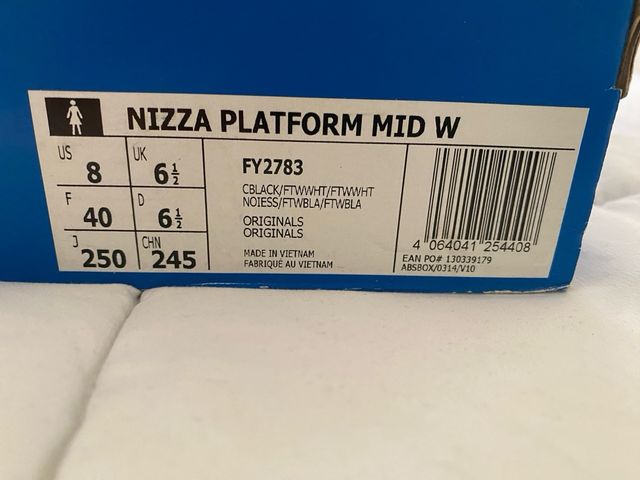 NIZZA PLATFORM MID W
US 8 UK 6½
F 40 D 6½
J 250 CHN 245
FY2783
CBLACK/FTWWHT/FTWWHT
NOIESS/FTWBLA/FTWBLA
ORIGINALS
ORIGINALS
MADE IN VIETNAM
FABRIQUÉ AU VIETNAM
4 064041 254408
EAN PO# 130339179
ABSBOX/0314/V10